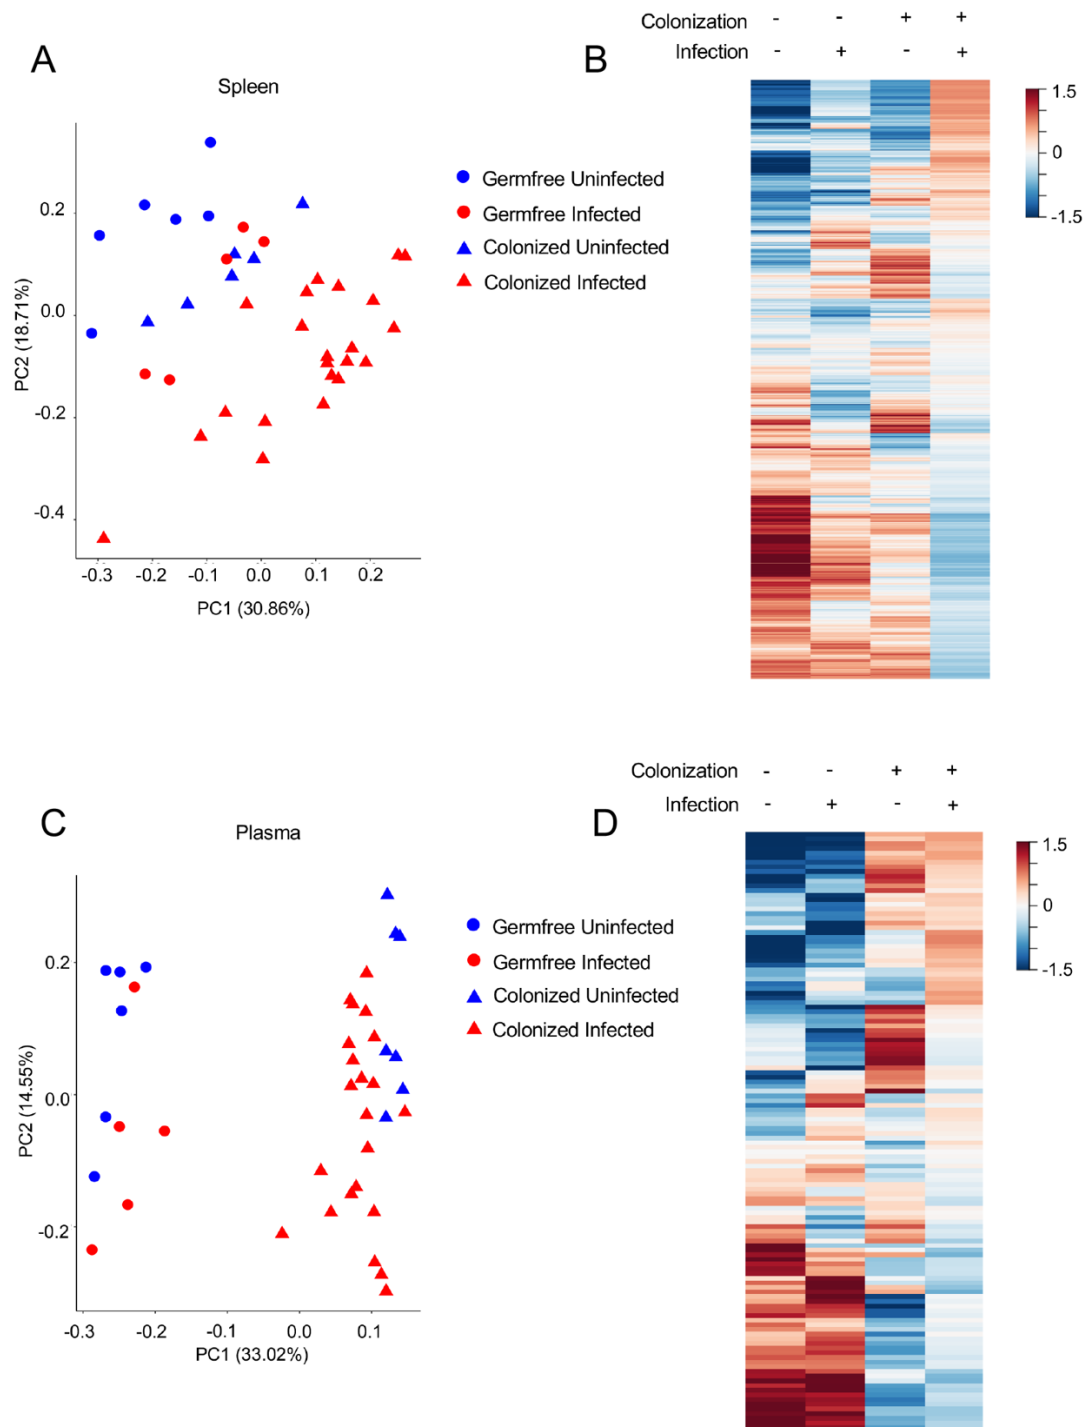 Colonization - - + +
Infection - + - +
A
B
Spleen
1.5
0
-1.5
Germfree Uninfected
Germfree Infected
Colonized Uninfected
Colonized Infected
PC2 (18.71%)
0.2
0.0
-0.2
-0.4
-0.3 -0.2 -0.1 0.0 0.1 0.2
PC1 (30.86%)
Colonization - - + +
Infection - + - +
C
D
Plasma
1.5
0
-1.5
Germfree Uninfected
Germfree Infected
Colonized Uninfected
Colonized Infected
PC2 (14.55%)
0.2
0.0
-0.2
-0.3 -0.2 -0.1 0.0 0.1
PC1 (33.02%)